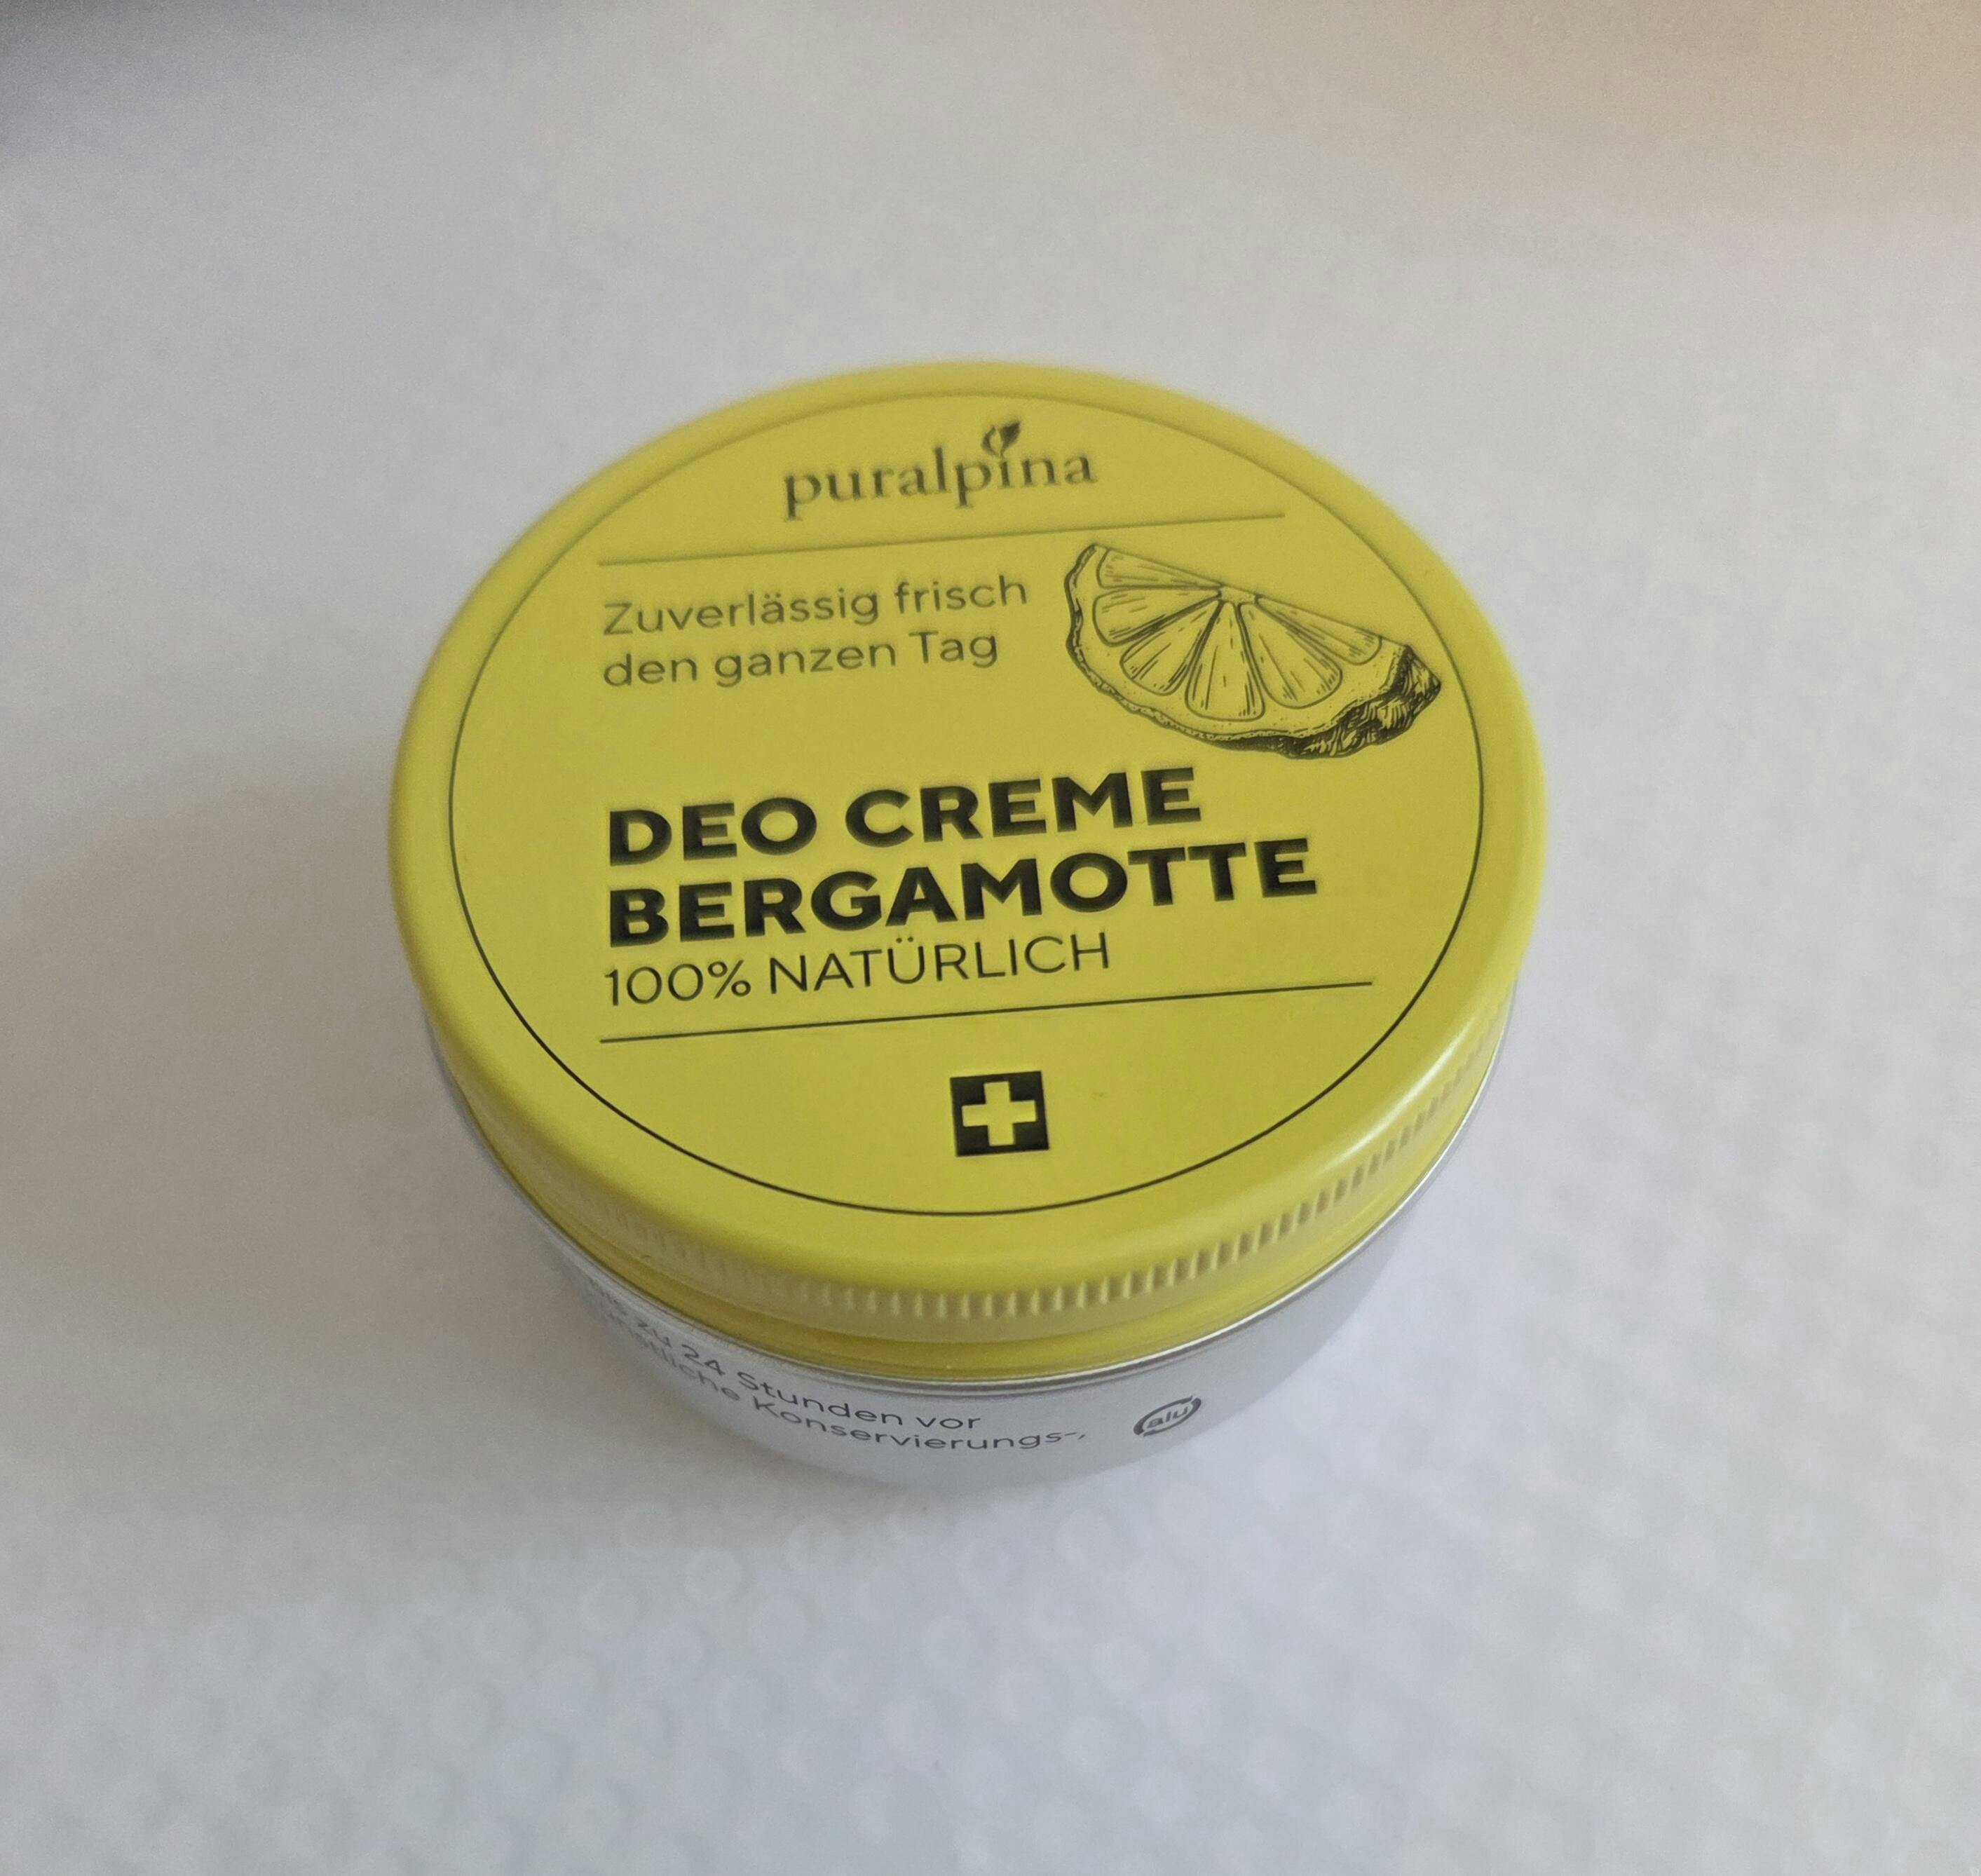 puralpina
Zuverlässig frisch
den ganzen Tag
DEO CREME
BERGAMOTTE
100% NATÜRLICH
zu 24 Stunden vor
Konservierungs-,
alu